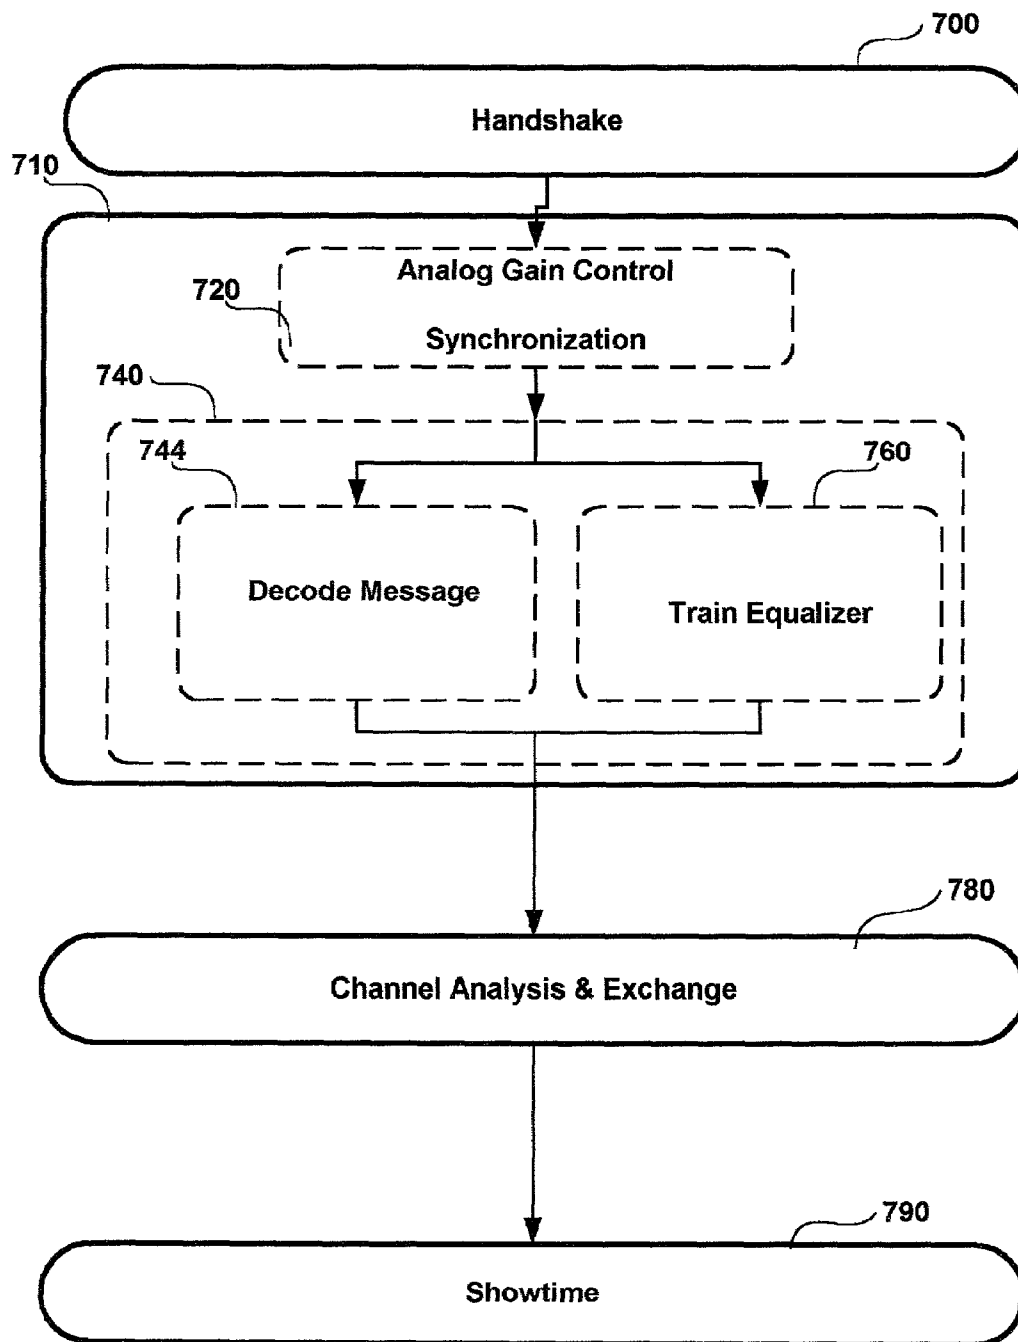 700
Handshake
710
Analog Gain Control
720
Synchronization
740
744
760
Decode Message
Train Equalizer
780
Channel Analysis & Exchange
790
Showtime